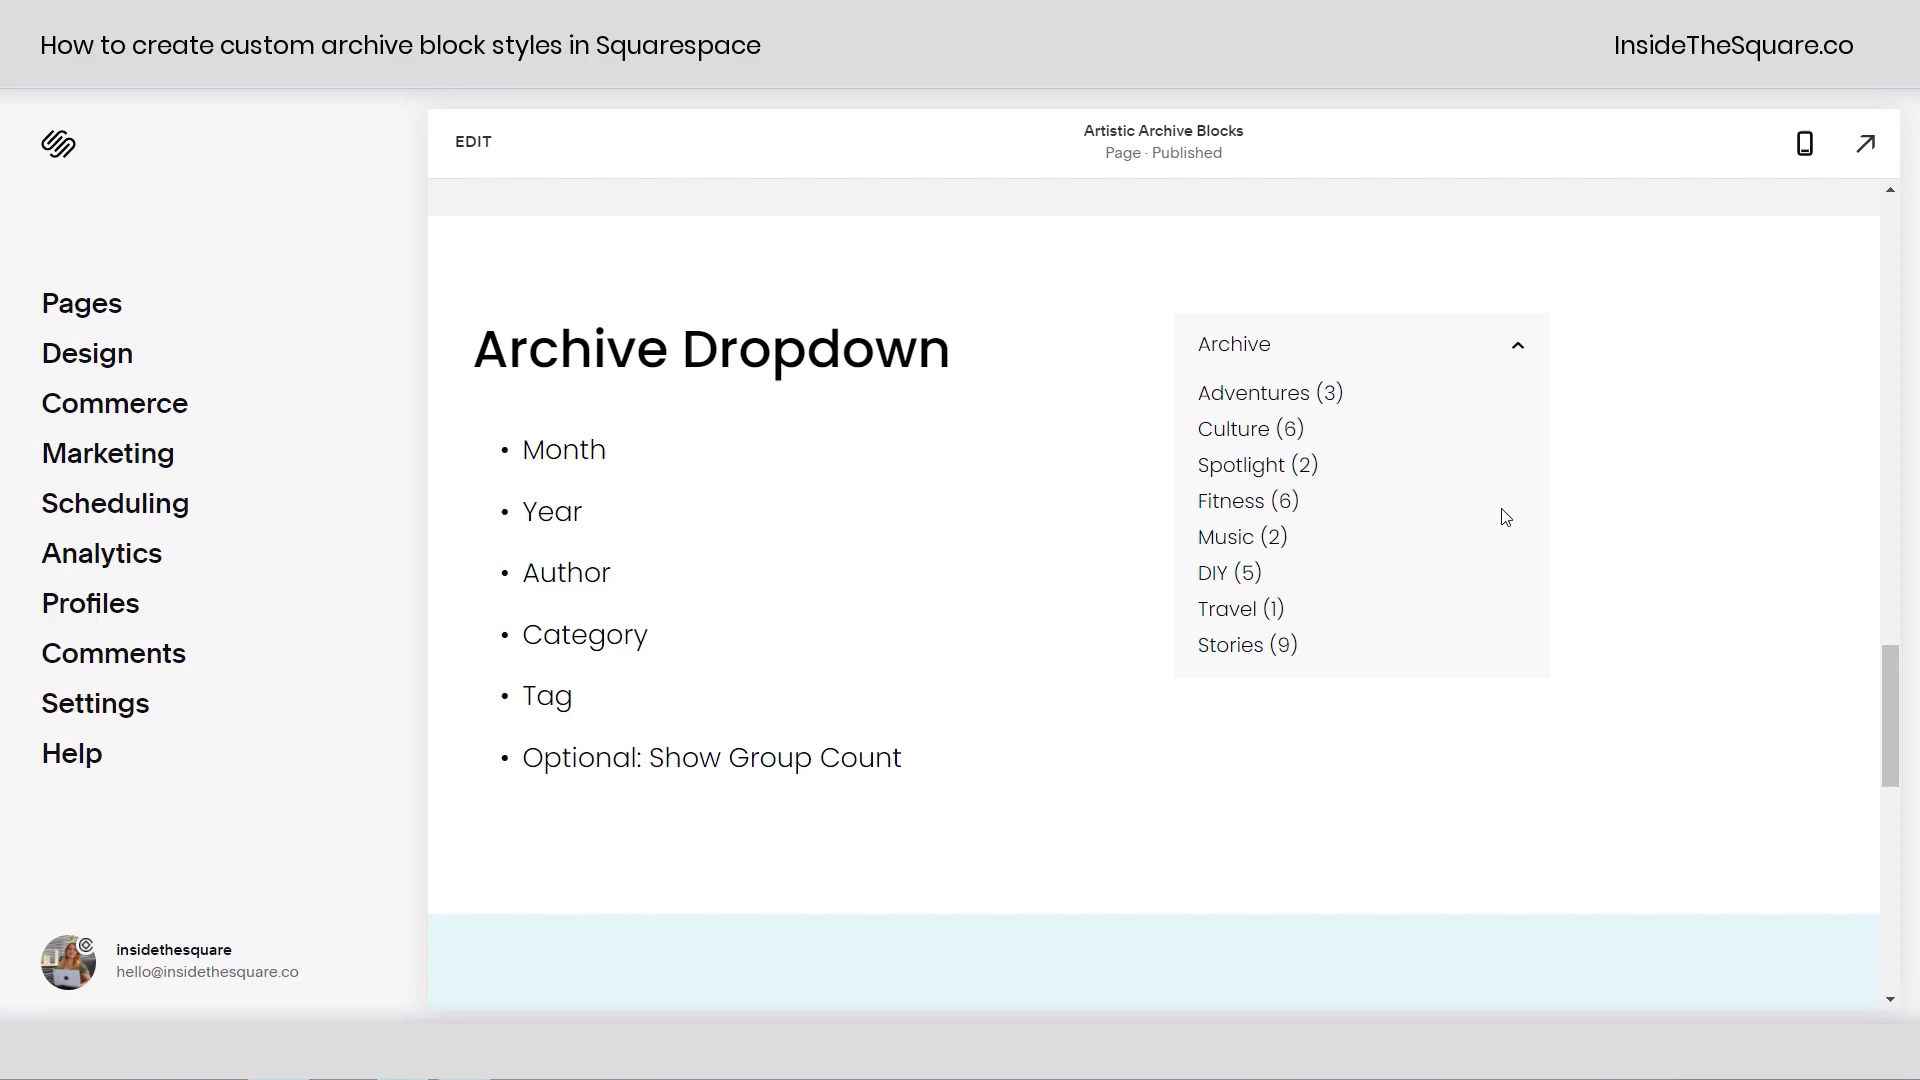 How to create custom archive block styles in Squarespace
InsideTheSquare.co
EDIT
Artistic Archive Blocks
Page · Published
Pages
Design
Commerce
Marketing
Scheduling
Analytics
Profiles
Comments
Settings
Help
insidethesquare
hello@insidethesquare.co
Archive Dropdown
• Month
• Year
• Author
• Category
• Tag
• Optional: Show Group Count
Archive
Adventures (3)
Culture (6)
Spotlight (2)
Fitness (6)
Music (2)
DIY (5)
Travel (1)
Stories (9)